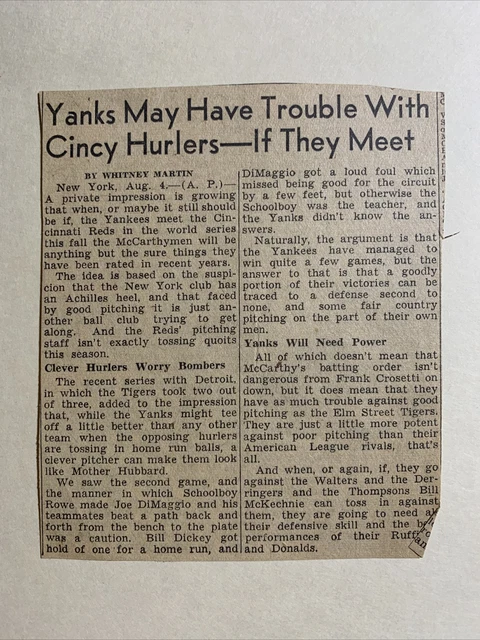 Yanks May Have Trouble With
Cincy Hurlers—If They Meet
BY WHITNEY MARTIN
New York, Aug. 4.—(A. P.)—
A private impression is growing
that when, or maybe it still should
be if, the Yankees meet the Cin-
cinnati Reds in the world series
this fall the McCarthymen will be
anything but the sure things they
have been rated in recent years.
The idea is based on the suspi-
cion that the New York club has
an Achilles heel, and that faced
by good pitching it is just an-
other ball club trying to get
along. And the Reds' pitching
staff isn't exactly tossing quoits
this season.
Clever Hurlers Worry Bombers
The recent series with Detroit,
in which the Tigers took two out
of three, added to the impression
that, while the Yanks might tee
off a little better than any other
team when the opposing hurlers
are tossing in home run balls, a
clever pitcher can make them look
like Mother Hubbard.
We saw the second game, and
the manner in which Schoolboy
Rowe made Joe DiMaggio and his
teammates beat a path back and
forth from the bench to the plate
was a caution. Bill Dickey got
hold of one for a home run, and
DiMaggio got a loud foul which
missed being good for the circuit
by a few feet, but otherwise the
Schoolboy was the teacher, and
the Yanks didn't know the an-
swers.
Naturally, the argument is that
the Yankees have managed to
win quite a few games, but the
answer to that is that a goodly
portion of their victories can be
traced to a defense second to
none, and some fair country
pitching on the part of their own
men.
Yanks Will Need Power
All of which doesn't mean that
McCarthy's batting order isn't
dangerous from Frank Crosetti on
down, but it does mean that they
have as much trouble against good
pitching as the Elm Street Tigers.
They are just a little more potent
against poor pitching than their
American League rivals, that's
all.
And when, or again, if, they go
against the Walters and the Der-
ringers and the Thompsons Bill
McKechnie can toss in against
them, they are going to need
their defensive skill and the
performances of their
and Donalds.